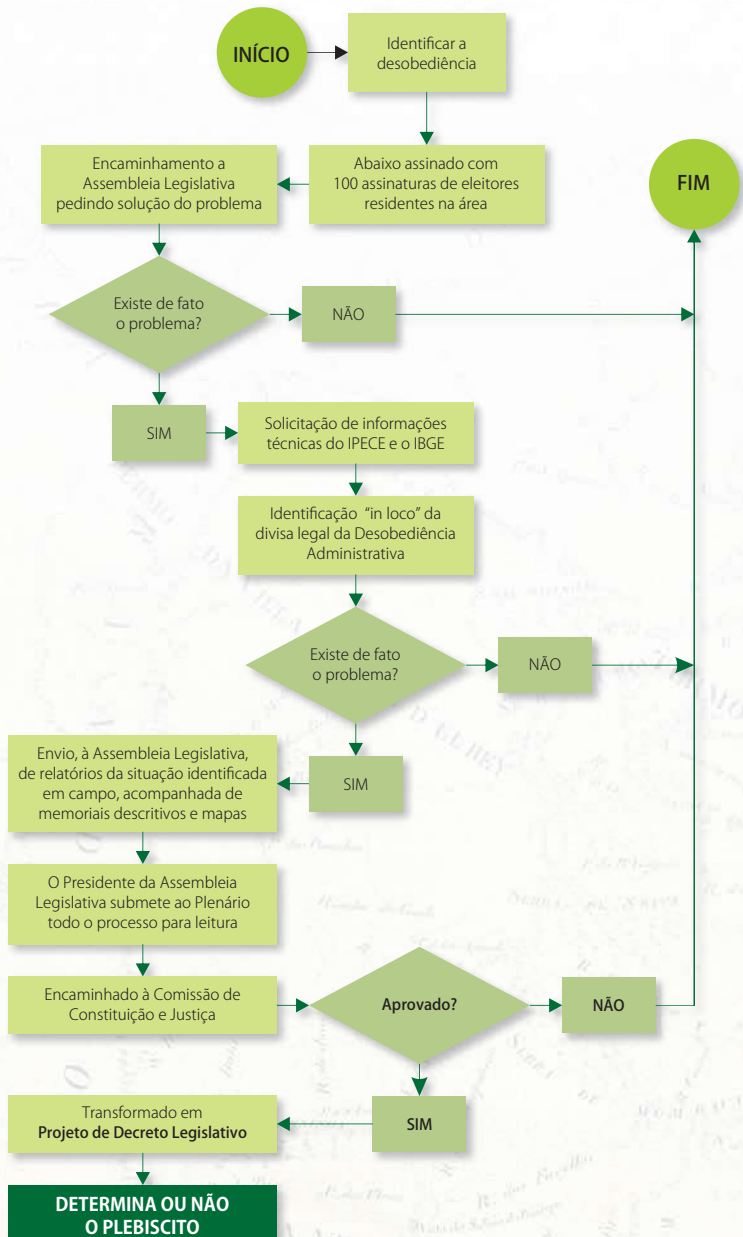 INÍCIO
Identificar a
desobediência
Abaixo assinado com
100 assinaturas de eleitores
residentes na área
Encaminhamento a
Assembleia Legislativa
pedindo solução do problema
FIM
Existe de fato
o problema?
NÃO
SIM
Solicitação de informações
técnicas do IPECE e o IBGE
Identificação “in loco” da
divisa legal da Desobediência
Administrativa
Existe de fato
o problema?
NÃO
SIM
Envio, à Assembleia Legislativa,
de relatórios da situação identificada
em campo, acompanhada de
memoriais descritivos e mapas
O Presidente da Assembleia
Legislativa submete ao Plenário
todo o processo para leitura
Encaminhado à Comissão de
Constituição e Justiça
Aprovado?
NÃO
SIM
Transformado em
Projeto de Decreto Legislativo
DETERMINA OU NÃO
O PLEBISCITO